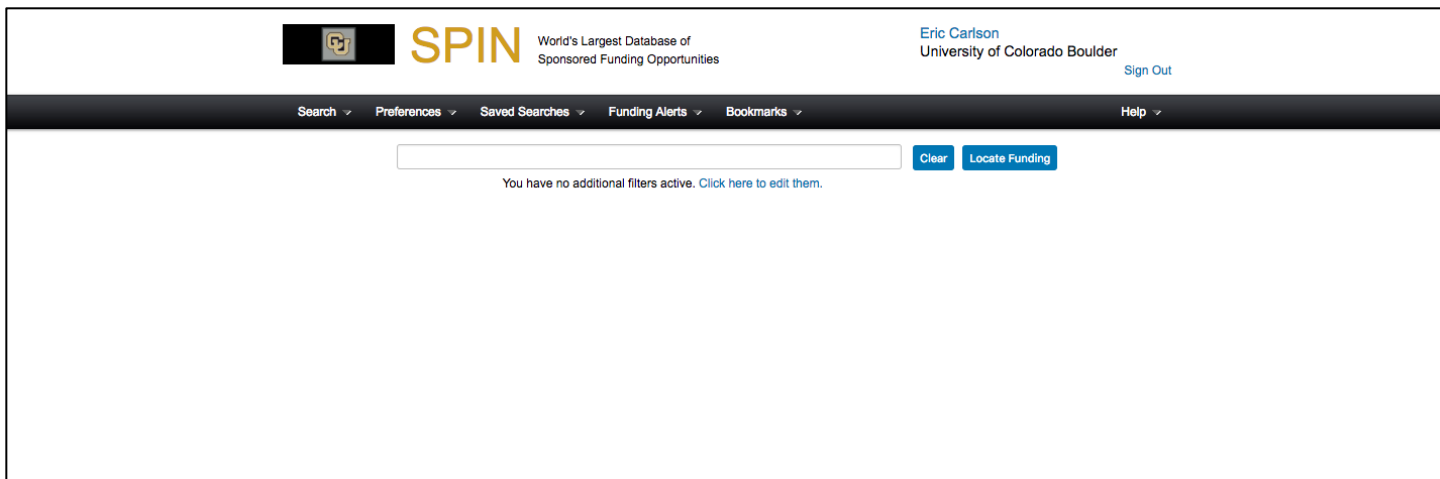 CU
SPIN
World's Largest Database of
Sponsored Funding Opportunities
Eric Carlson
University of Colorado Boulder
Sign Out
Search
Preferences
Saved Searches
Funding Alerts
Bookmarks
Help
Clear
Locate Funding
You have no additional filters active. Click here to edit them.